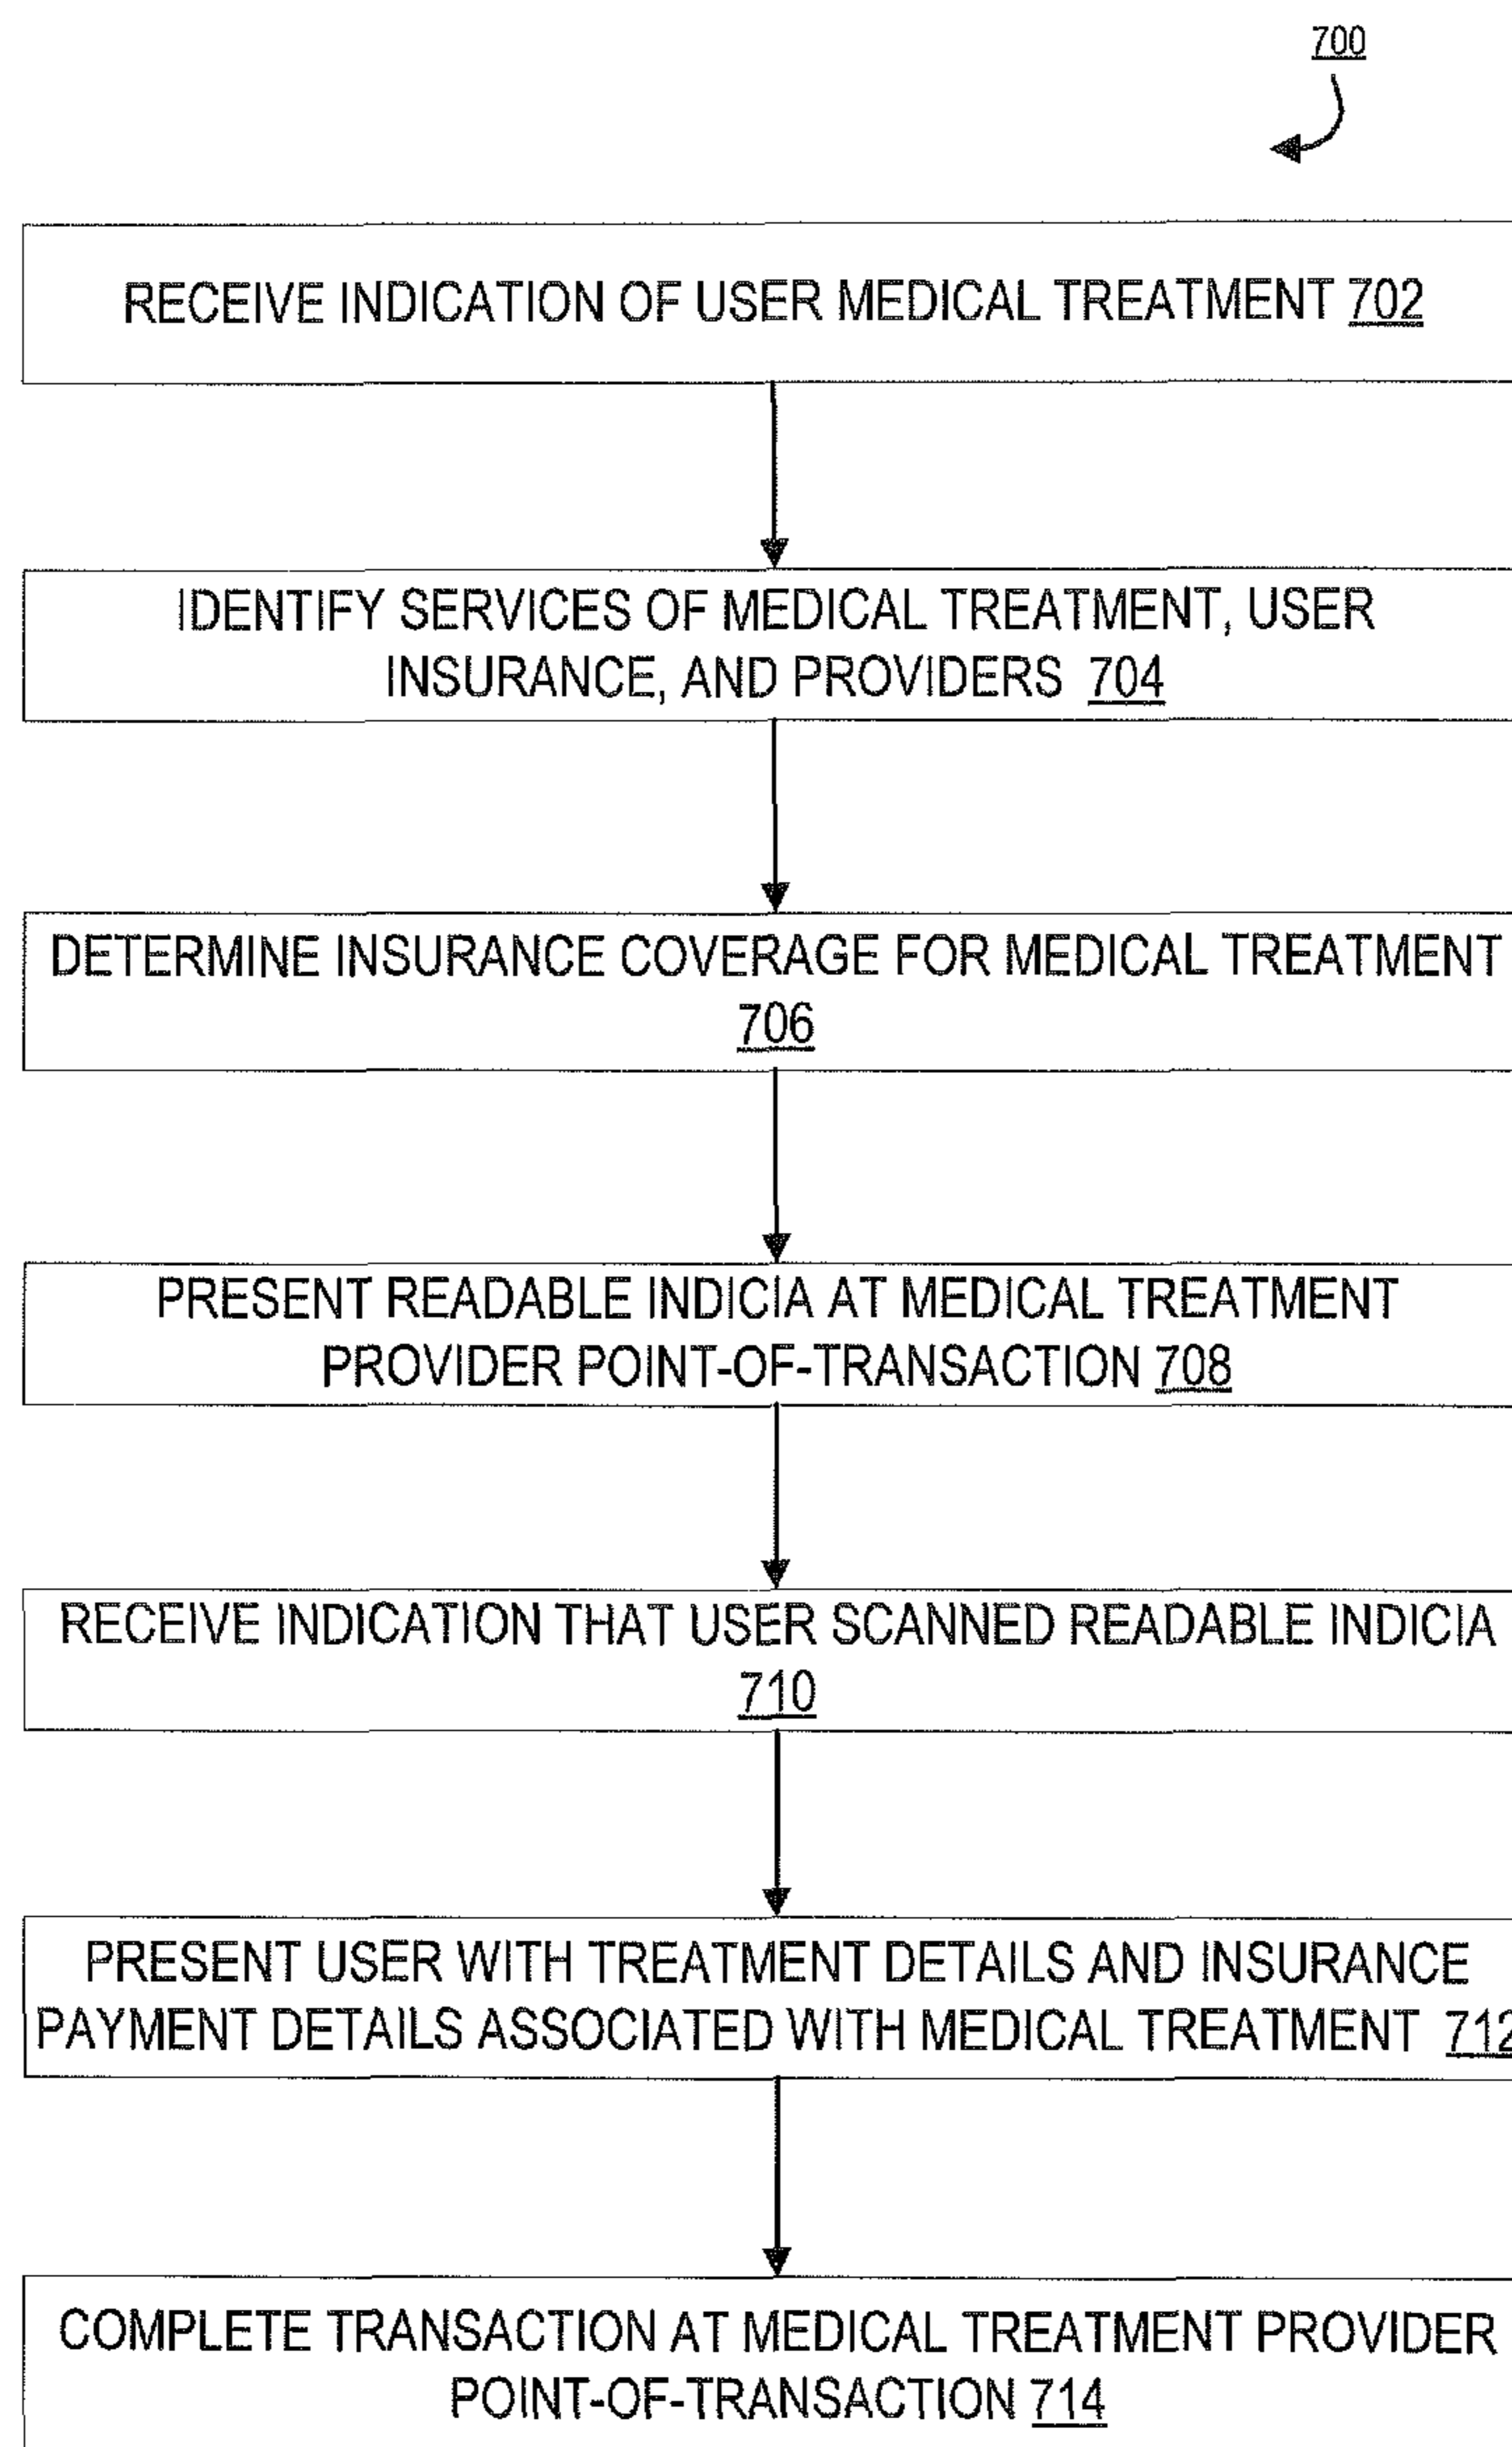 700
RECEIVE INDICATION OF USER MEDICAL TREATMENT 702
IDENTIFY SERVICES OF MEDICAL TREATMENT, USER
INSURANCE, AND PROVIDERS 704
DETERMINE INSURANCE COVERAGE FOR MEDICAL TREATMENT
706
PRESENT READABLE INDICIA AT MEDICAL TREATMENT
PROVIDER POINT-OF-TRANSACTION 708
RECEIVE INDICATION THAT USER SCANNED READABLE INDICIA
710
PRESENT USER WITH TREATMENT DETAILS AND INSURANCE
PAYMENT DETAILS ASSOCIATED WITH MEDICAL TREATMENT 712
COMPLETE TRANSACTION AT MEDICAL TREATMENT PROVIDER
POINT-OF-TRANSACTION 714